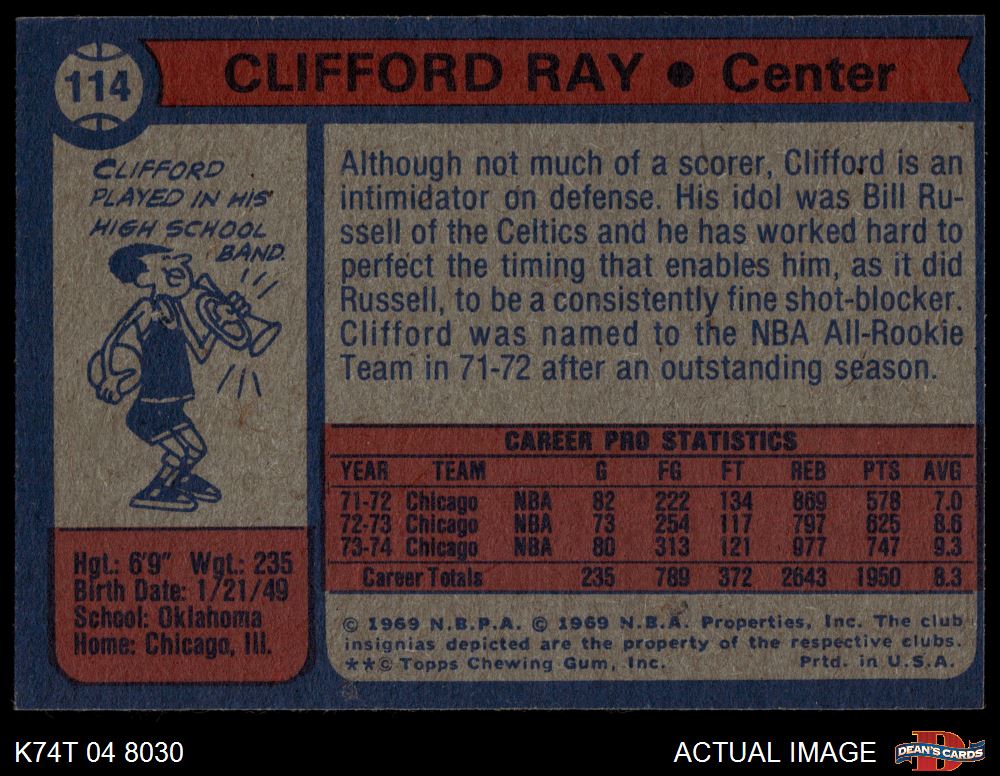 114
CLIFFORD RAY • Center
CLIFFORD
PLAYED IN HIS
HIGH SCHOOL
BAND.
Although not much of a scorer, Clifford is an
intimidator on defense. His idol was Bill Ru-
ssell of the Celtics and he has worked hard to
perfect the timing that enables him, as it did
Russell, to be a consistently fine shot-blocker.
Clifford was named to the NBA All-Rookie
Team in 71-72 after an outstanding season.
CAREER PRO STATISTICS
YEAR TEAM G FG FT REB PTS AVG
71-72 Chicago NBA 82 222 134 869 578 7.0
72-73 Chicago NBA 73 254 117 797 625 8.6
73-74 Chicago NBA 80 313 121 977 747 9.3
Career Totals 235 789 372 2643 1950 8.3
Hgt.: 6'9" Wgt.: 235
Birth Date: 1/21/49
School: Oklahoma
Home: Chicago, Ill.
© 1969 N.B.P.A. © 1969 N.B.A. Properties, Inc. The club
insignias depicted are the property of the respective clubs.
**© Topps Chewing Gum, Inc. Prtd. in U.S.A.
K74T 04 8030
ACTUAL IMAGE
DEAN'S CARDS